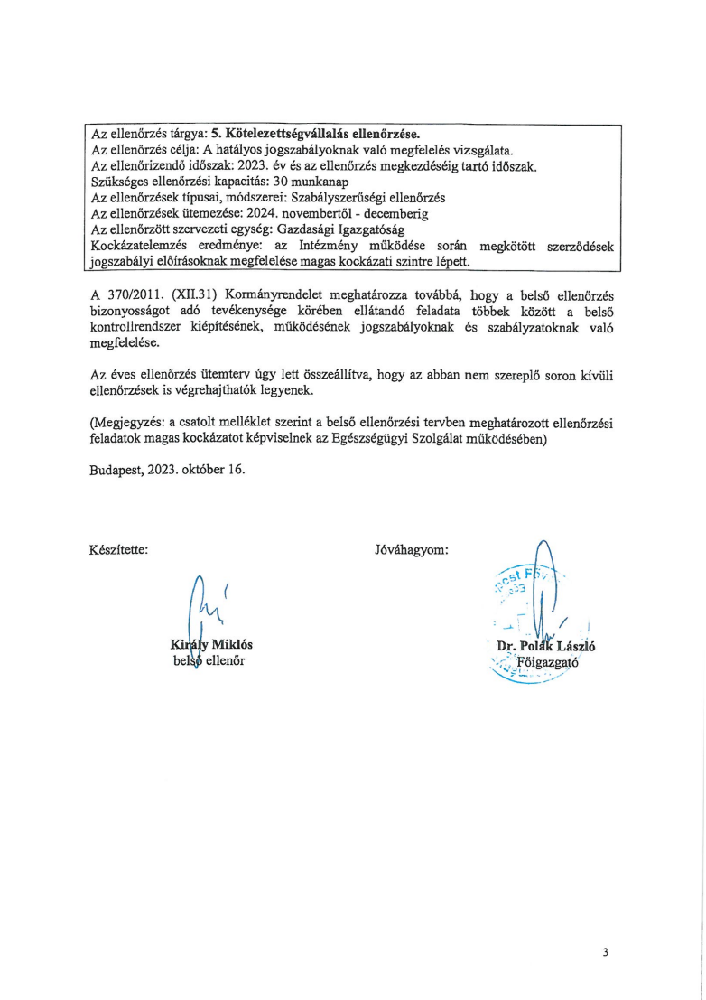 Az ellenőrzés tárgya: 5. Kötelezettségvállalás ellenőrzése.
Az ellenőrzés célja: A hatályos jogszabályoknak való megfelelés vizsgálata.
Az ellenőrizendő időszak: 2023. év és az ellenőrzés megkezdéséig tartó időszak.
Szükséges ellenőrzési kapacitás: 30 munkanap
Az ellenőrzések típusai, módszerei: Szabályszerűségi ellenőrzés
Az ellenőrzések ütemezése: 2024. novembertől - decemberig
Az ellenőrzött szervezeti egység: Gazdasági Igazgatóság
Kockázatelemzés eredménye: az Intézmény működése során megkötött szerződések
jogszabályi előírásoknak megfelelése magas kockázati szintre lépett.
A 370/2011. (XII.31) Kormányrendelet meghatározza továbbá, hogy a belső ellenőrzés
bizonyosságot adó tevékenysége körében ellátandó feladata többek között a belső
kontrollrendszer kiépítésének, működésének jogszabályoknak és szabályzatoknak való
megfelelése.
Az éves ellenőrzés ütemterv úgy lett összeállítva, hogy az abban nem szereplő soron kívüli
ellenőrzések is végrehajthatók legyenek.
(Megjegyzés: a csatolt melléklet szerint a belső ellenőrzési tervben meghatározott ellenőrzési
feladatok magas kockázatot képviselnek az Egészségügyi Szolgálat működésében)
Budapest, 2023. október 16.
Készítette: Jóváhagyom:
Király Miklós Dr. Polák László
belső ellenőr Főigazgató
3